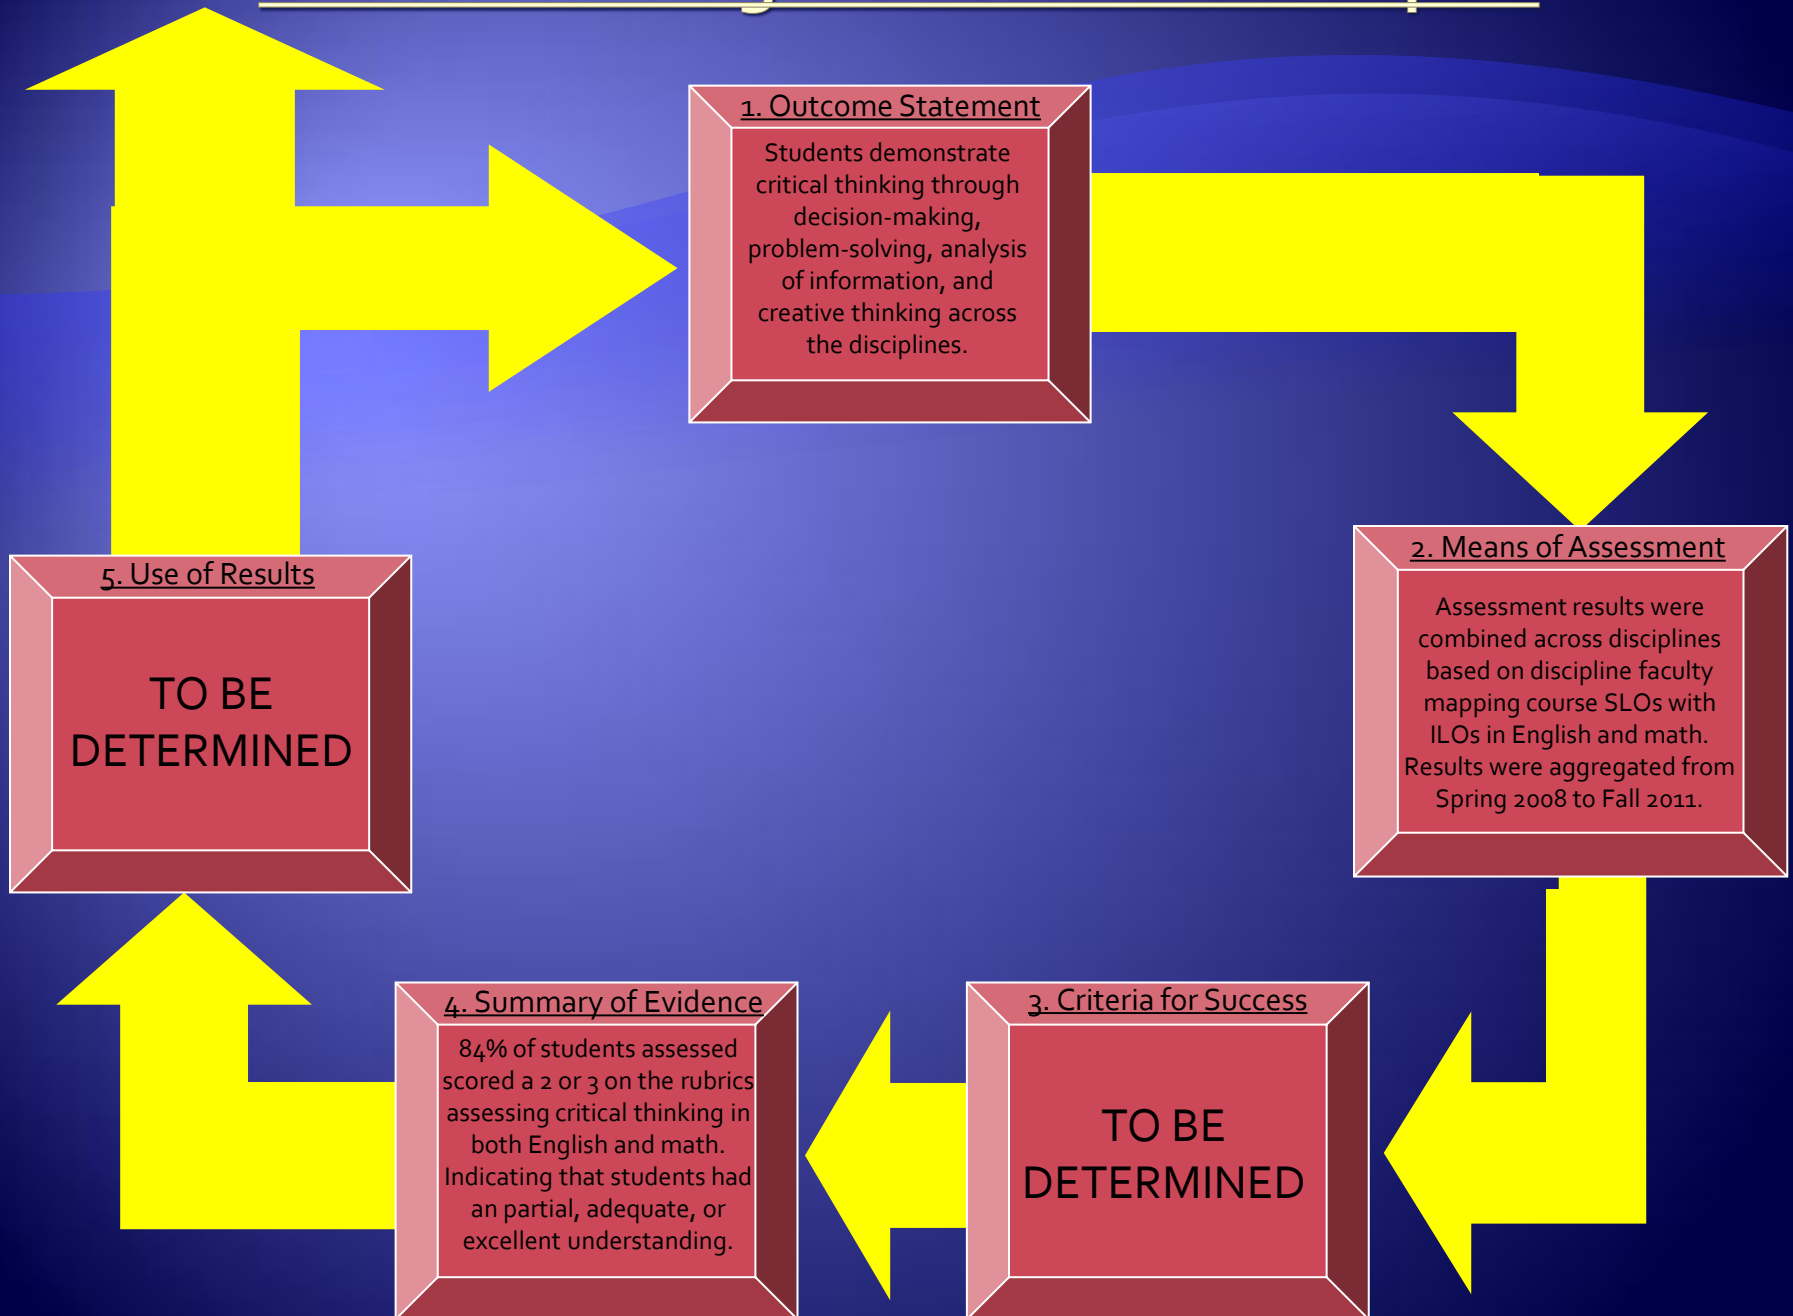 1. Outcome Statement
Students demonstrate
critical thinking through
decision-making,
problem-solving, analysis
of information, and
creative thinking across
the disciplines.
2. Means of Assessment
Assessment results were
combined across disciplines
based on discipline faculty
mapping course SLOs with
ILOs in English and math.
Results were aggregated from
Spring 2008 to Fall 2011.
3. Criteria for Success
TO BE
DETERMINED
4. Summary of Evidence
84% of students assessed
scored a 2 or 3 on the rubrics
assessing critical thinking in
both English and math.
Indicating that students had
an partial, adequate, or
excellent understanding.
5. Use of Results
TO BE
DETERMINED